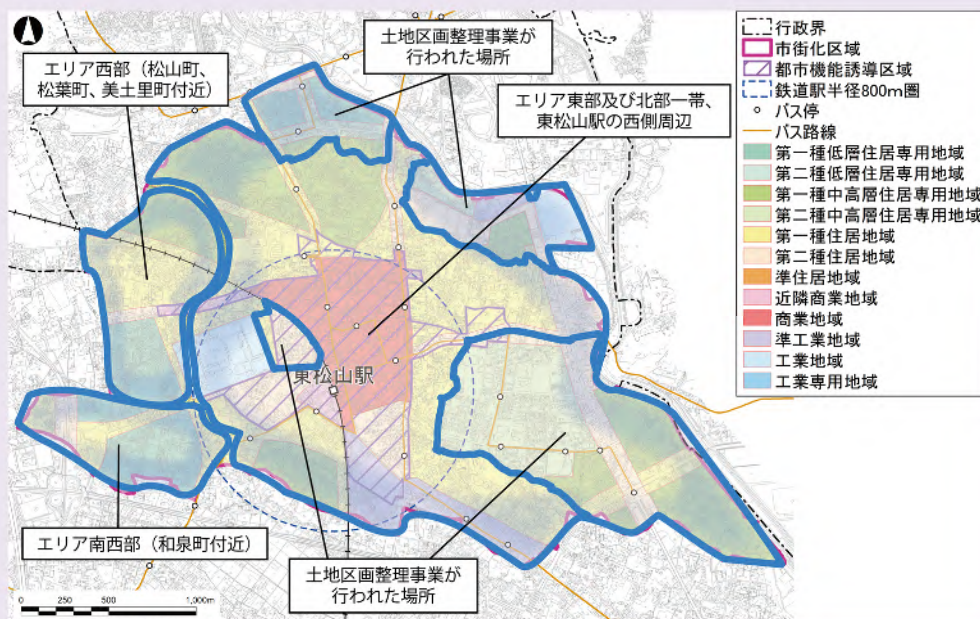 土地区画整理事業が
行われた場所
エリア西部（松山町、
松葉町、美土里町付近）
エリア東部及び北部一帯、
東松山駅の西側周辺
東松山駅
エリア南西部（和泉町付近）
土地区画整理事業が
行われた場所
0 250 500 1,000m
行政界
市街化区域
都市機能誘導区域
鉄道駅半径800m圏
バス停
バス路線
第一種低層住居専用地域
第二種低層住居専用地域
第一種中高層住居専用地域
第二種中高層住居専用地域
第一種住居地域
第二種住居地域
準住居地域
近隣商業地域
商業地域
準工業地域
工業地域
工業専用地域